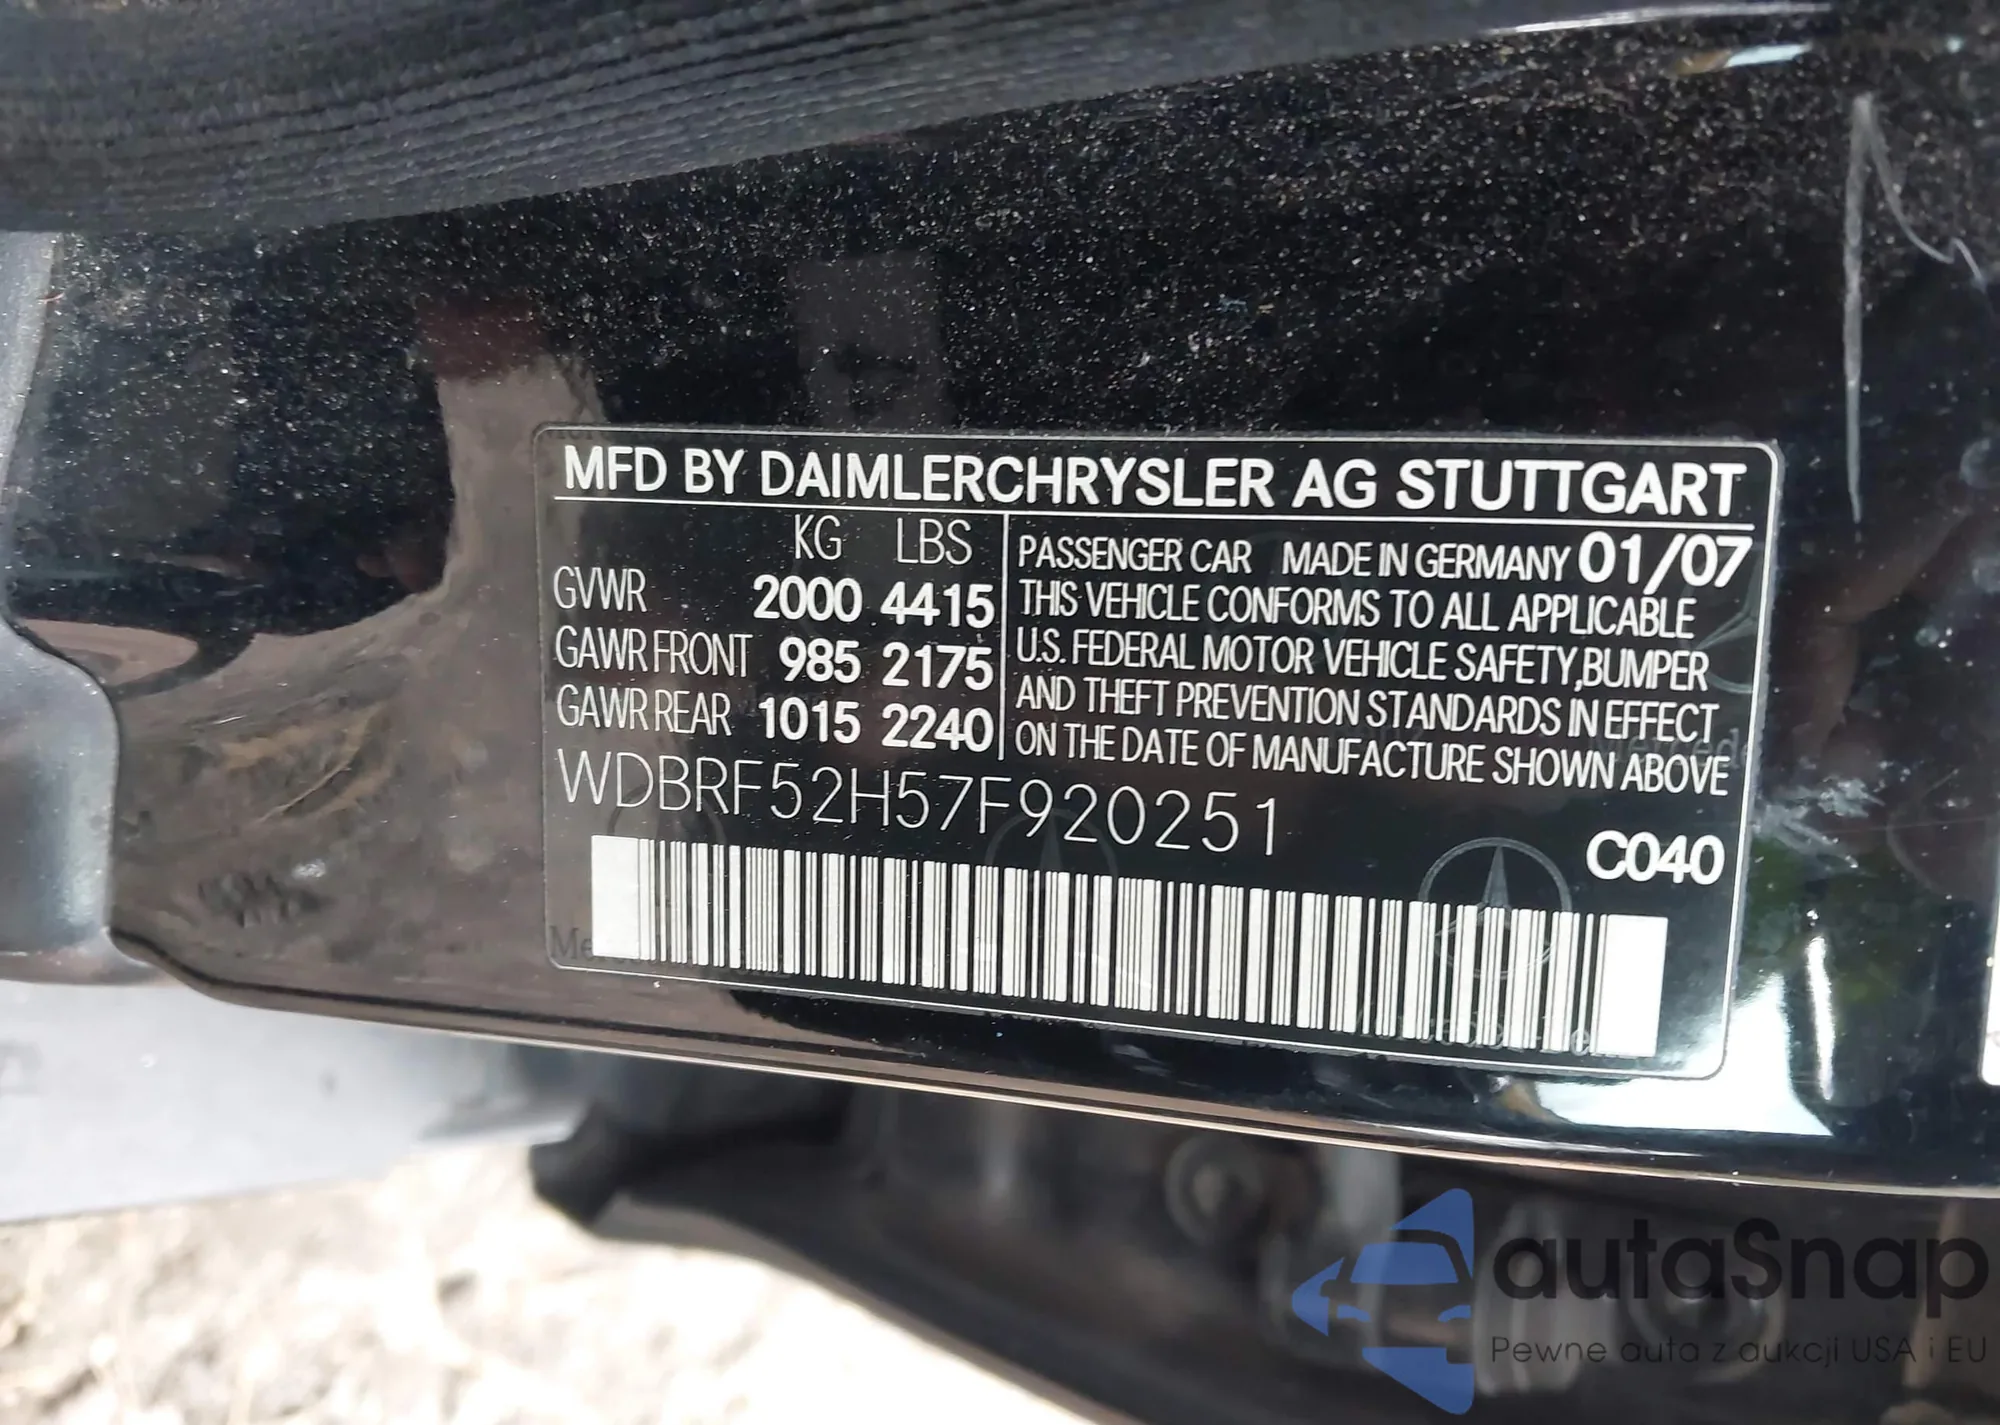 MFD BY DAIMLERCHRYSLER AG STUTTGART
KG LBS
GVWR 2000 4415
GAWR FRONT 985 2175
GAWR REAR 1015 2240
PASSENGER CAR MADE IN GERMANY 01/07
THIS VEHICLE CONFORMS TO ALL APPLICABLE
U.S. FEDERAL MOTOR VEHICLE SAFETY,BUMPER
AND THEFT PREVENTION STANDARDS IN EFFECT
ON THE DATE OF MANUFACTURE SHOWN ABOVE
WDBRF52H57F920251
C040
autaSnap
Pewne auta z aukcji USA i EU